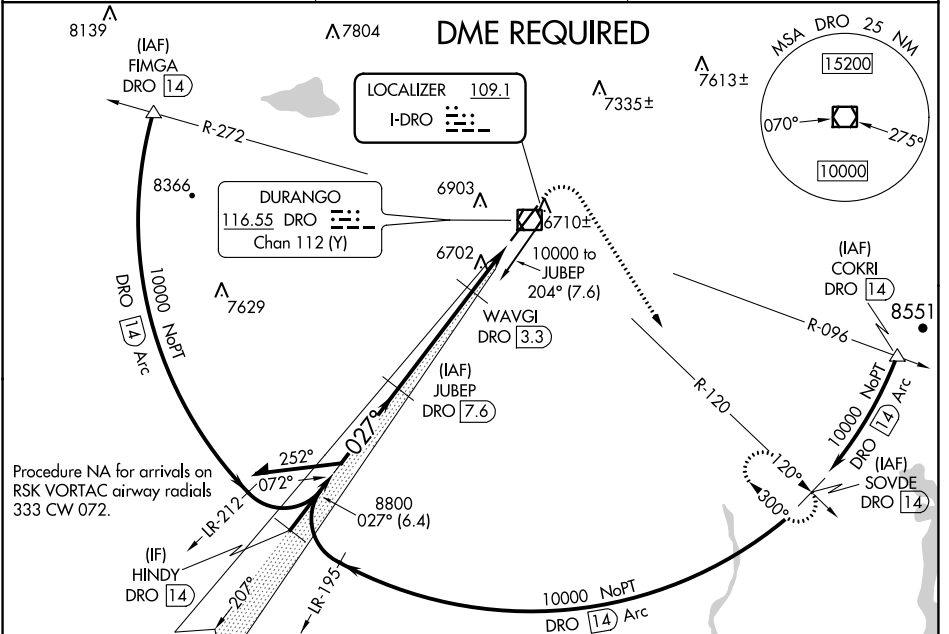 DME REQUIRED
8139
7804
(IAF)
FIMGA
DRO 14
R-272
LOCALIZER 109.1
I-DRO
7335±
7613±
MSA DRO 25 NM
15200
070°
275°
10000
8366
DURANGO
116.55 DRO
Chan 112 (Y)
6903
6710±
6702
10000 to
JUBEP
204° (7.6)
7629
WAVGI
DRO 3.3
(IAF)
COKRI
DRO 14
8551
R-096
10000 NoPT
DRO 14 Arc
(IAF)
JUBEP
DRO 7.6
R-120
10000 NoPT
DRO 14 Arc
027°
252°
072°
Procedure NA for arrivals on
RSK VORTAC airway radials
333 CW 072.
LR-212
8800
027° (6.4)
120°
300°
(IAF)
SOVDE
DRO 14
(IF)
HINDY
DRO 14
207°
LR-195
10000 NoPT
DRO 14 Arc